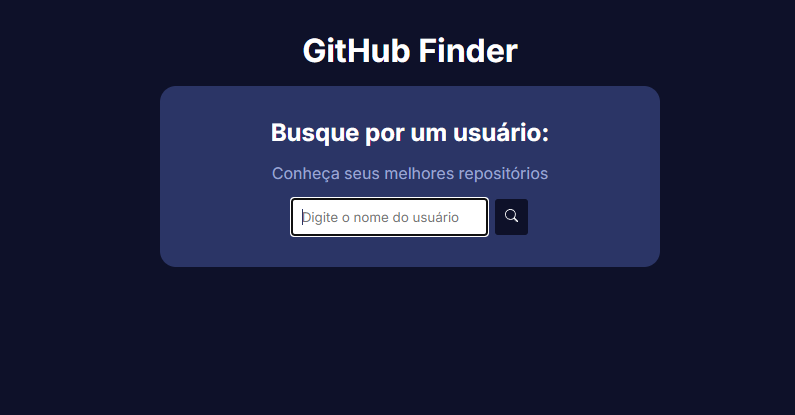 GitHub Finder
Busque por um usuário:
Conheça seus melhores repositórios
Digite o nome do usuário